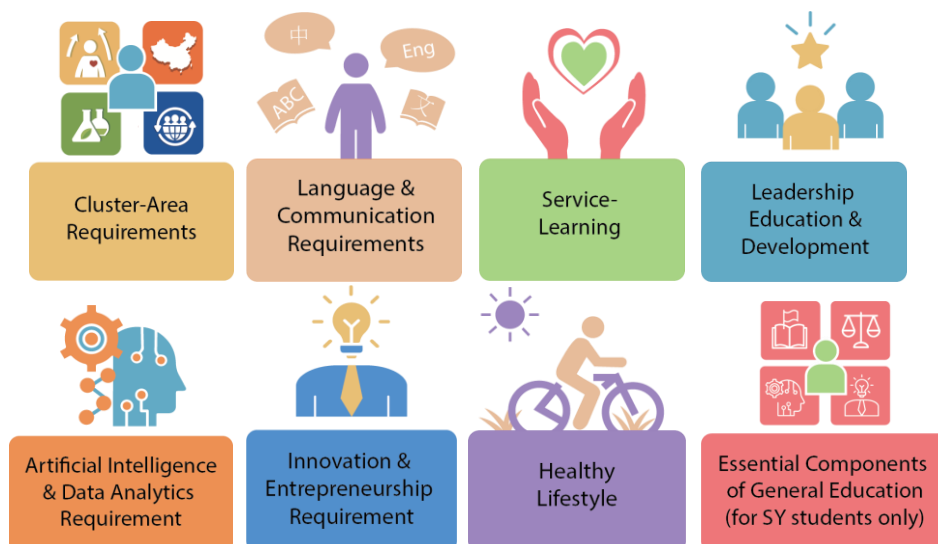 中
Eng
ABC
文
Cluster-Area
Requirements
Language &
Communication
Requirements
Service-
Learning
Leadership
Education &
Development
Artificial Intelligence
& Data Analytics
Requirement
Innovation &
Entrepreneurship
Requirement
Healthy
Lifestyle
Essential Components
of General Education
(for SY students only)